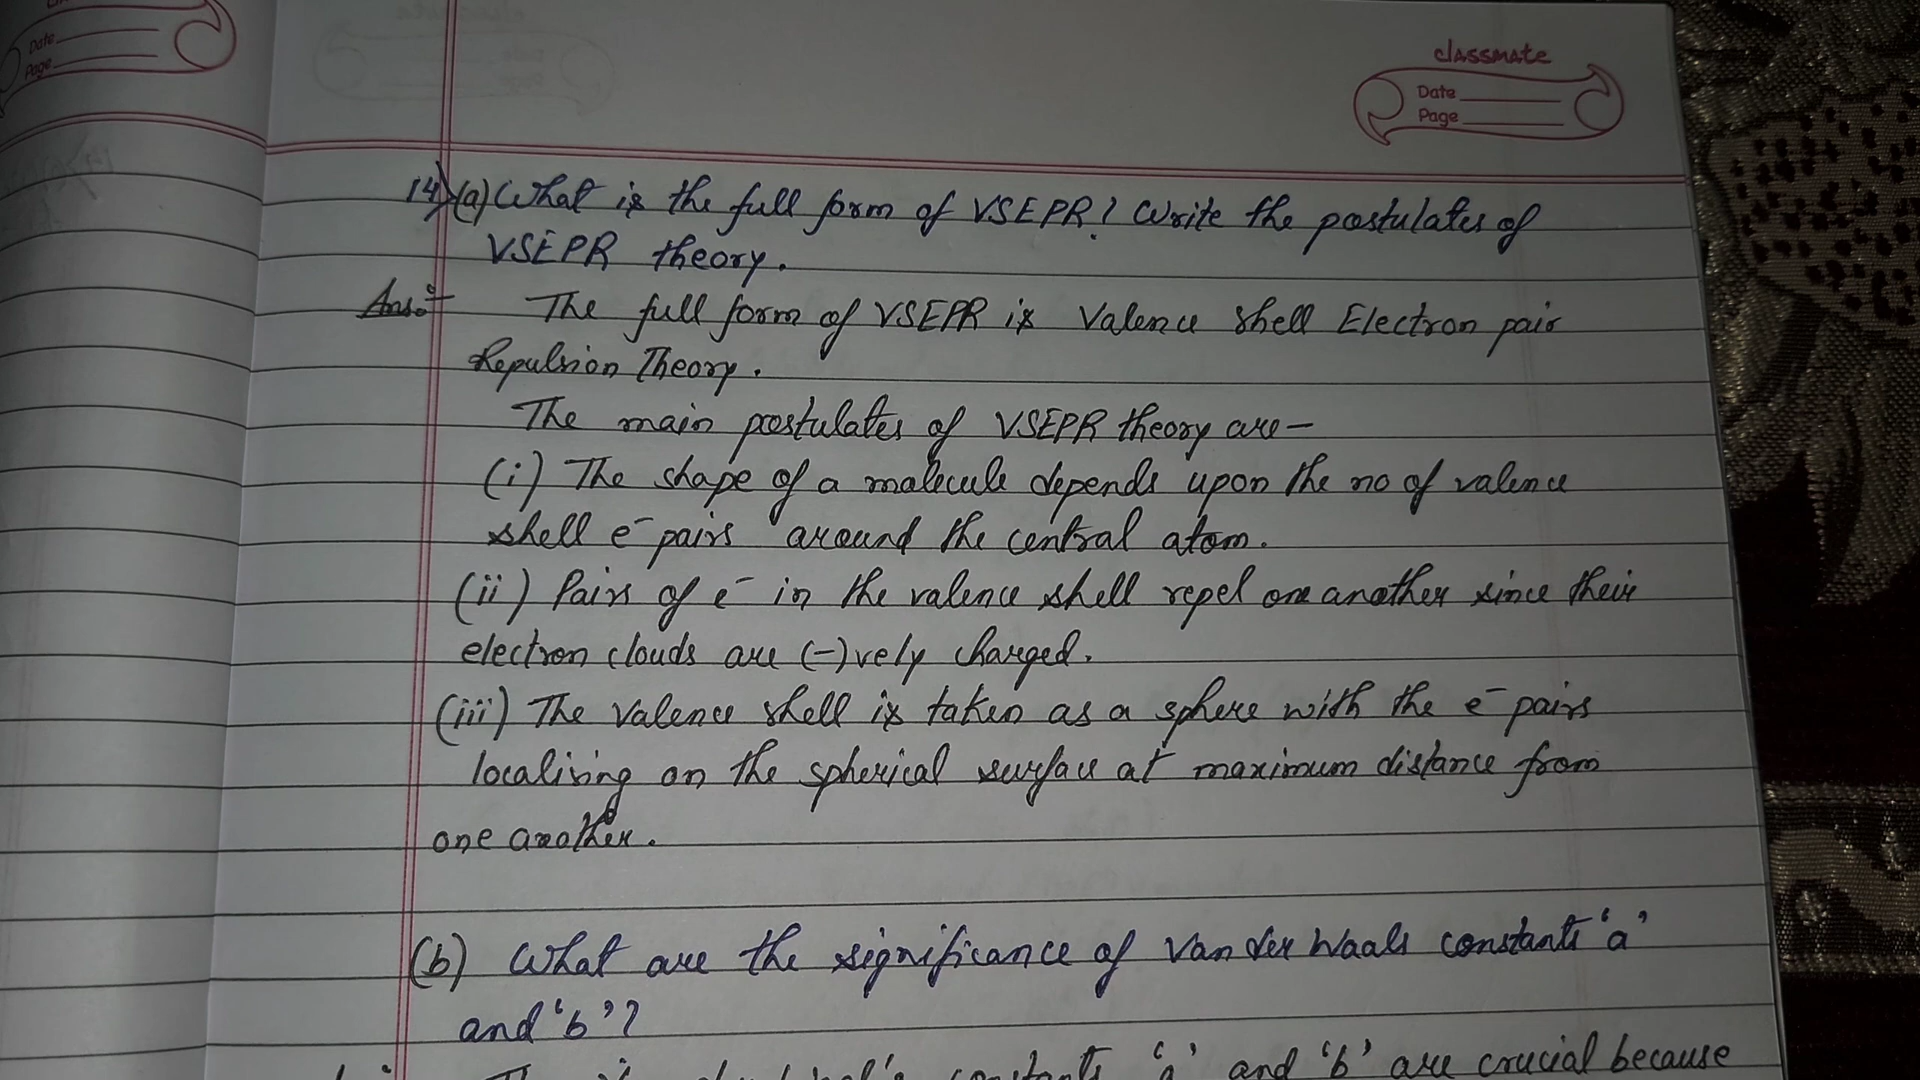 Date
Page
classmate
Date
Page
14)(a) What is the full form of VSEPR? Write the postulates of
VSEPR theory.
Ans:- The full form of VSEPR is Valence shell Electron pair
Repulsion Theory.
The main postulates of VSEPR theory are-
(i) The shape of a molecule depends upon the no of valence
shell e⁻ pairs around the central atom.
(ii) Pairs of e⁻ in the valence shell repel one another since their
electron clouds are (-)vely charged.
(iii) The valence shell is taken as a sphere with the e⁻ pairs
localising on the spherical surface at maximum distance from
one another.
(b) What are the significance of Van der Waals constants 'a'
and 'b'?
constants 'a' and 'b' are crucial because